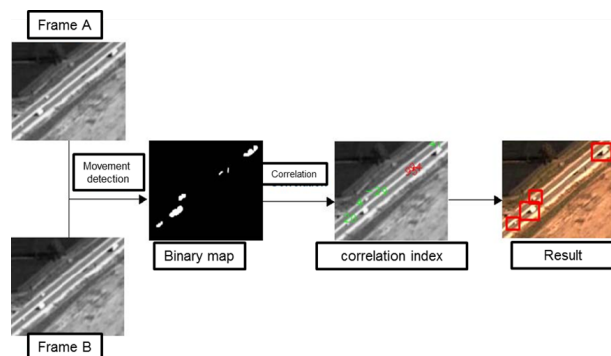 Frame A
Movement
detection
Correlation
Binary map
correlation index
Result
Frame B